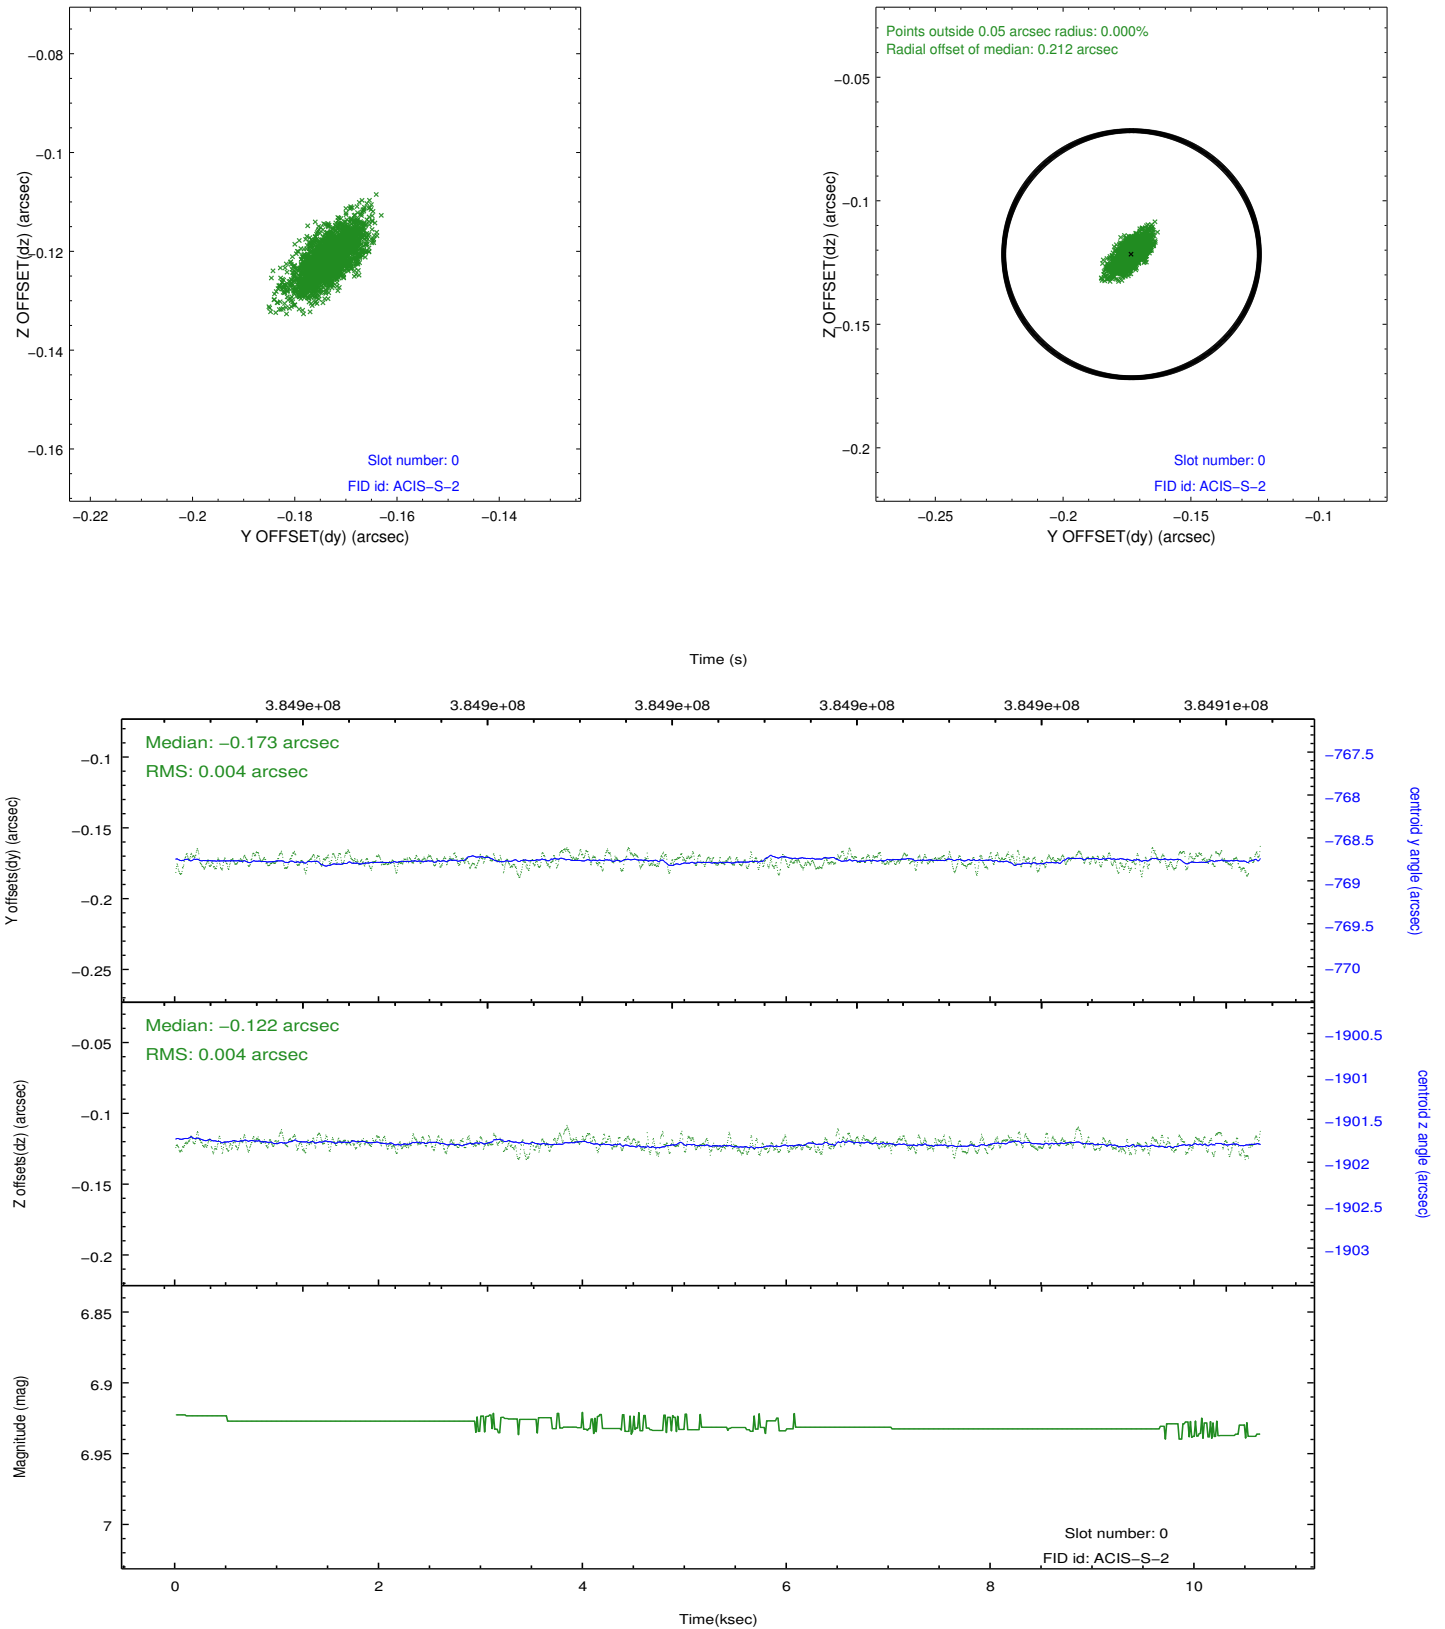 −0.08
−0.1
−0.12
−0.14
−0.16
Z OFFSET(dz) (arcsec)
Slot number: 0
FID id: ACIS−S−2
−0.22
−0.2
−0.18
−0.16
−0.14
Y OFFSET(dy) (arcsec)
Points outside 0.05 arcsec radius: 0.000%
Radial offset of median: 0.212 arcsec
−0.05
−0.1
−0.15
−0.2
Z OFFSET(dz) (arcsec)
Slot number: 0
FID id: ACIS−S−2
−0.25
−0.2
−0.15
−0.1
Y OFFSET(dy) (arcsec)
Time (s)
3.849e+08
3.849e+08
3.849e+08
3.849e+08
3.849e+08
3.8491e+08
Median: −0.173 arcsec
RMS: 0.004 arcsec
−0.1
−0.15
−0.2
−0.25
Y offsets(dy) (arcsec)
−767.5
−768
−768.5
−769
−769.5
−770
centroid y angle (arcsec)
Median: −0.122 arcsec
RMS: 0.004 arcsec
−0.05
−0.1
−0.15
−0.2
Z offsets(dz) (arcsec)
−1900.5
−1901
−1901.5
−1902
−1902.5
−1903
centroid z angle (arcsec)
6.85
6.9
6.95
7
Magnitude (mag)
Slot number: 0
FID id: ACIS−S−2
0
2
4
6
8
10
Time(ksec)